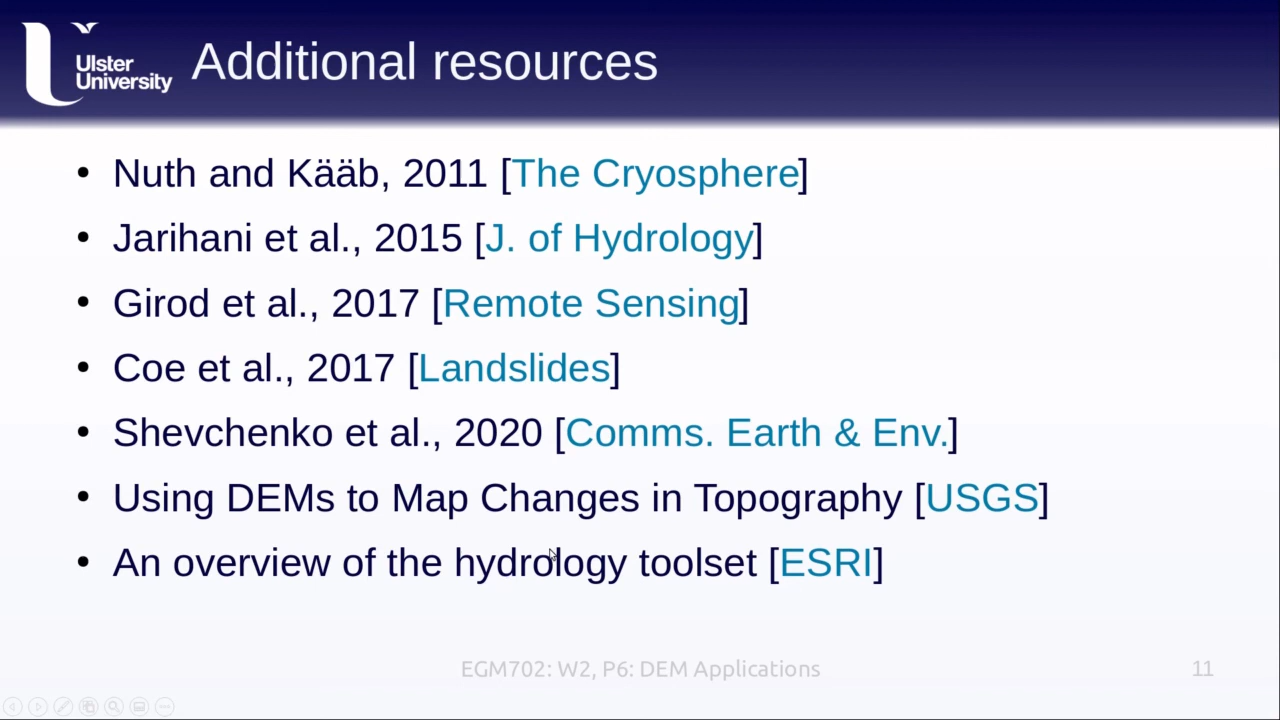 Ulster
University
Additional resources
• Nuth and Kääb, 2011 [The Cryosphere]
• Jarihani et al., 2015 [J. of Hydrology]
• Girod et al., 2017 [Remote Sensing]
• Coe et al., 2017 [Landslides]
• Shevchenko et al., 2020 [Comms. Earth & Env.]
• Using DEMs to Map Changes in Topography [USGS]
• An overview of the hydrology toolset [ESRI]
EGM702: W2, P6: DEM Applications
11